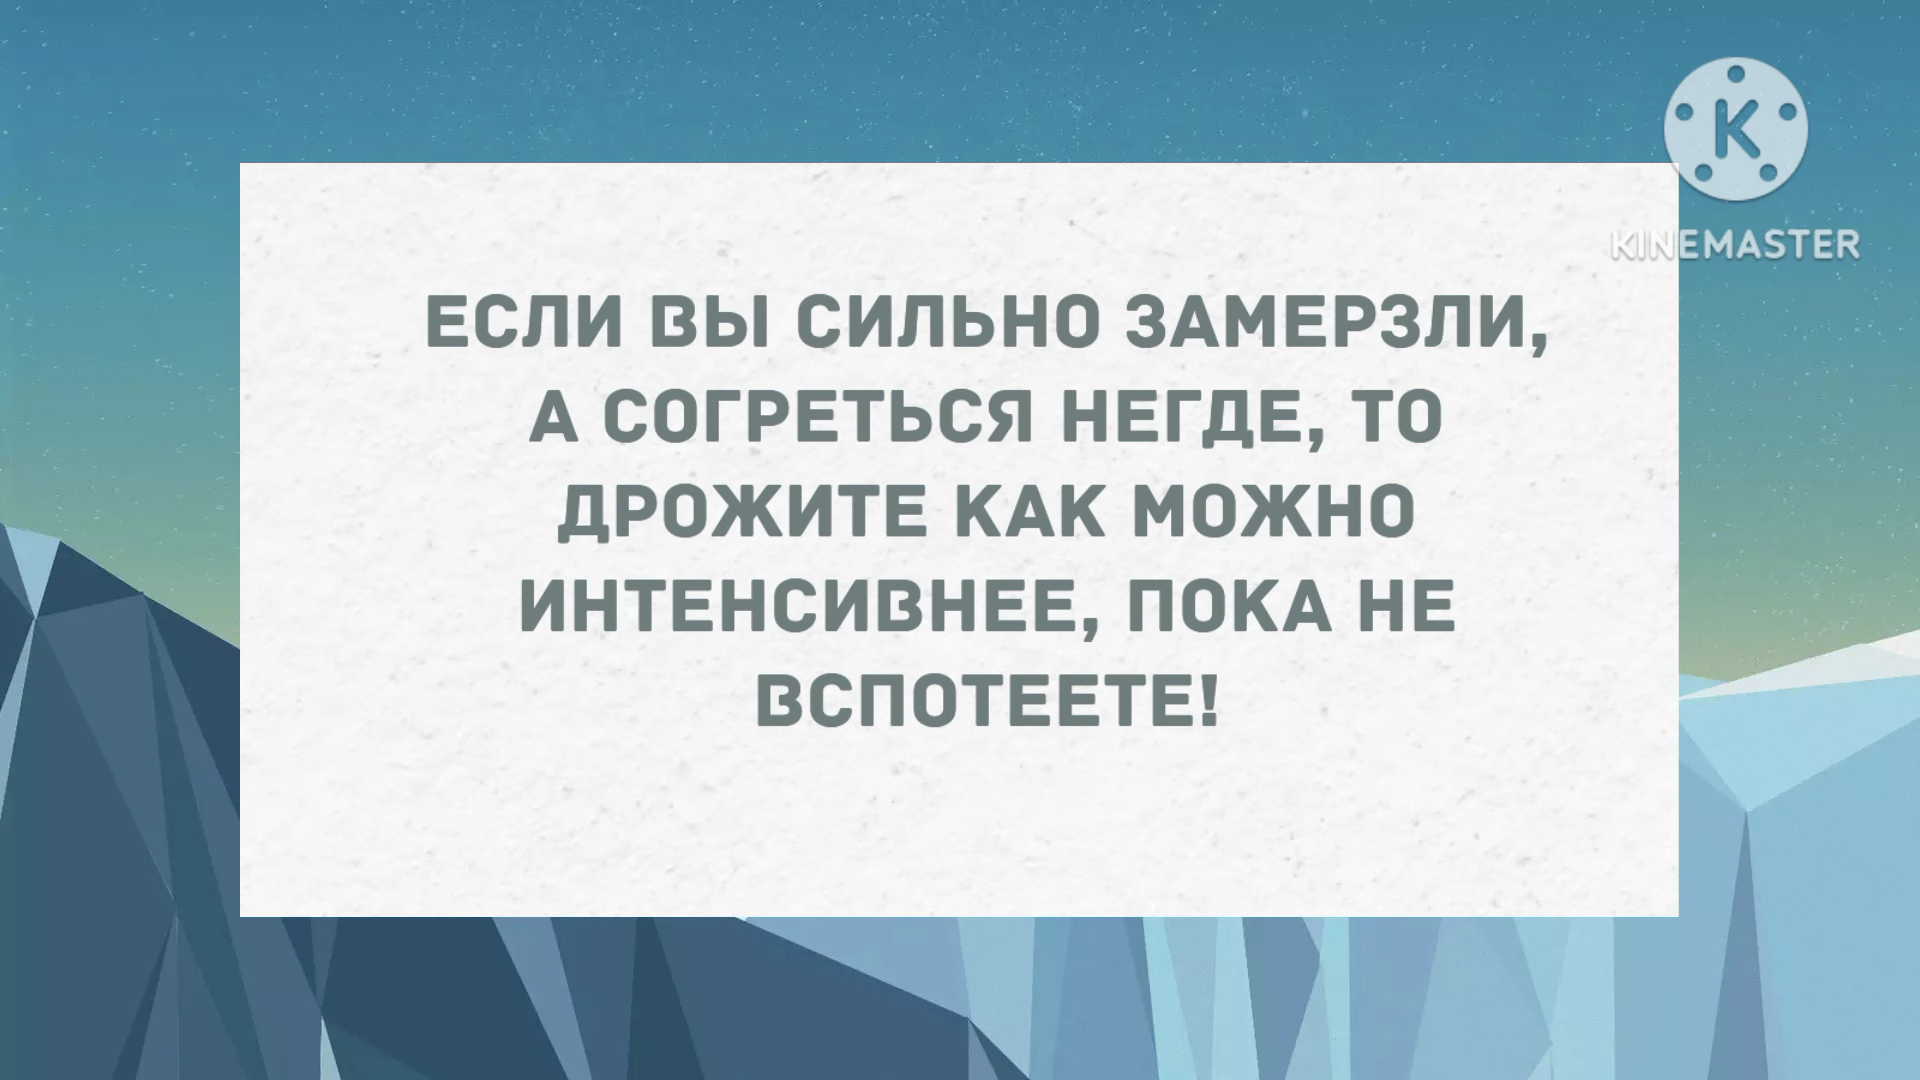 K
KINEMASTER
ЕСЛИ ВЫ СИЛЬНО ЗАМЕРЗЛИ,
А СОГРЕТЬСЯ НЕГДЕ, ТО
ДРОЖИТЕ КАК МОЖНО
ИНТЕНСИВНЕЕ, ПОКА НЕ
ВСПОТЕЕТЕ!